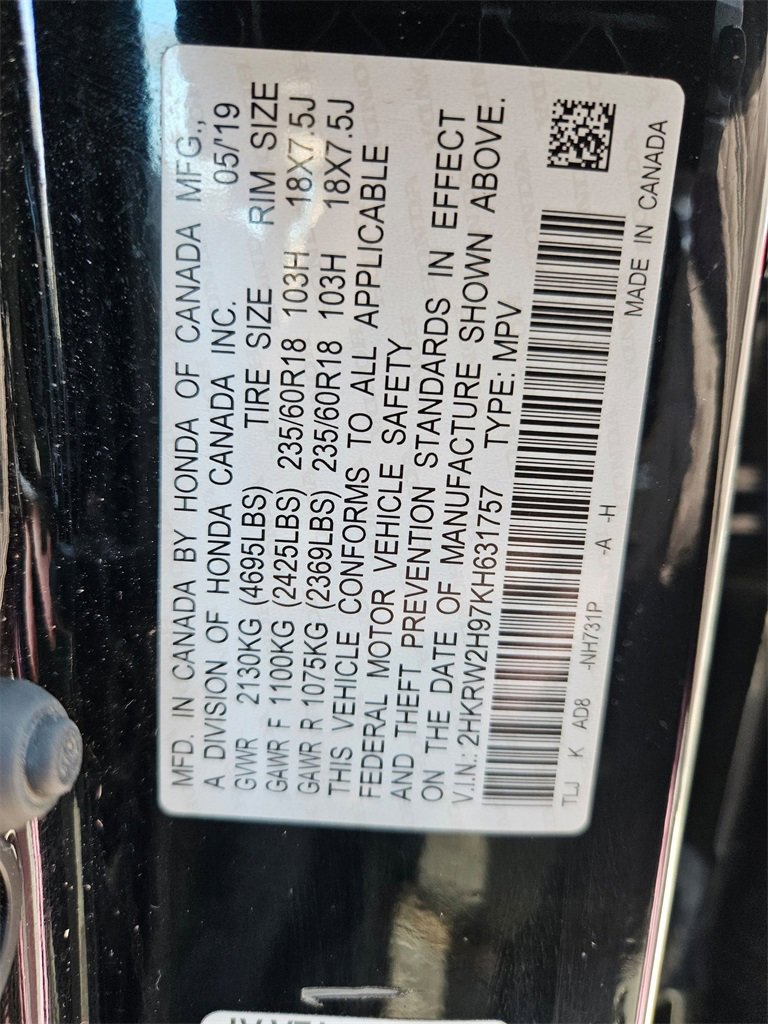 MFD. IN CANADA BY HONDA OF CANADA MFG.,
A DIVISION OF HONDA CANADA INC. 05/'19
GVWR 2130KG (4695LBS) TIRE SIZE RIM SIZE
GAWR F 1100KG (2425LBS) 235/60R18 103H 18X7.5J
GAWR R 1075KG (2369LBS) 235/60R18 103H 18X7.5J
THIS VEHICLE CONFORMS TO ALL APPLICABLE
FEDERAL MOTOR VEHICLE SAFETY
AND THEFT PREVENTION STANDARDS IN EFFECT
ON THE DATE OF MANUFACTURE SHOWN ABOVE.
V.I.N.: 2HKRW2H97KH631757 TYPE: MPV
TLJ K AD8 -NH731P -A -H
MADE IN CANADA